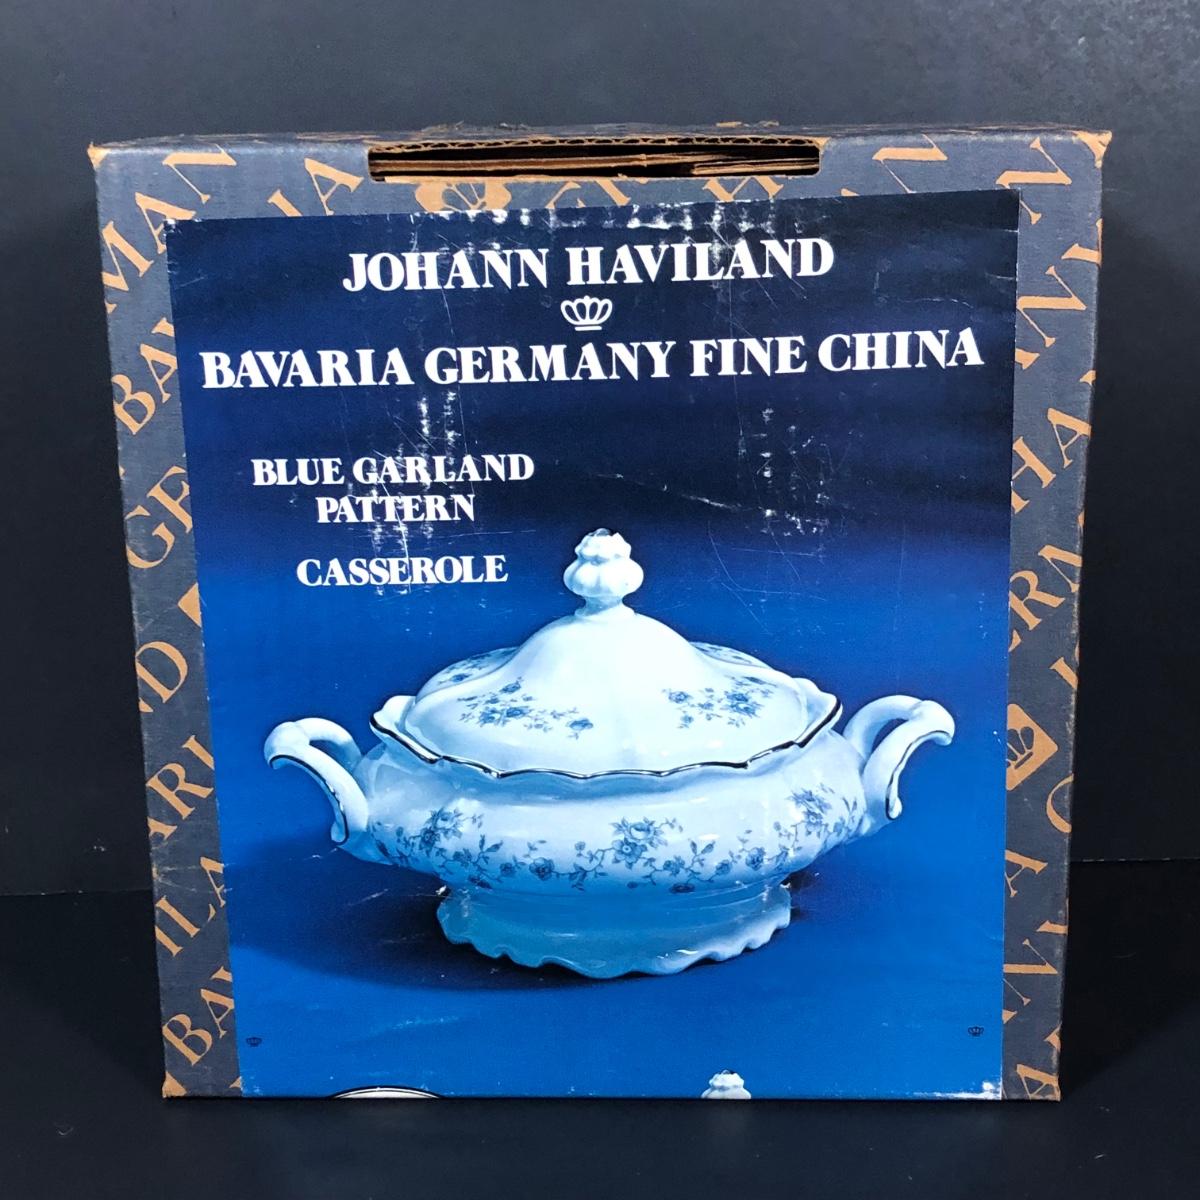 JOHANN HAVILAND
BAVARIA GERMANY FINE CHINA
BLUE GARLAND
PATTERN
CASSEROLE